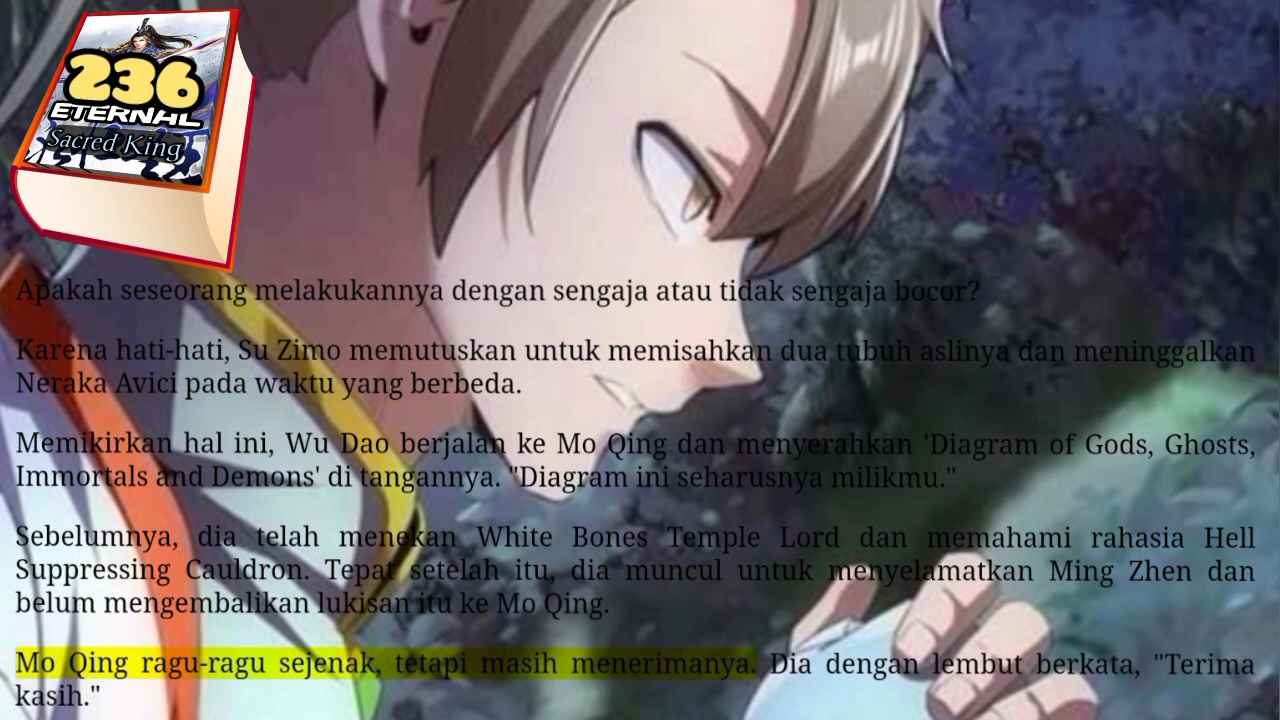 236
ETERNAL
Sacred King
Apakah seseorang melakukannya dengan sengaja atau tidak sengaja bocor?
Karena hati-hati, Su Zimo memutuskan untuk memisahkan dua tubuh aslinya dan meninggalkan
Neraka Avici pada waktu yang berbeda.
Memikirkan hal ini, Wu Dao berjalan ke Mo Qing dan menyerahkan 'Diagram of Gods, Ghosts,
Immortals and Demons' di tangannya. "Diagram ini seharusnya milikmu."
Sebelumnya, dia telah menekan White Bones Temple Lord dan memahami rahasia Hell
Suppressing Cauldron. Tepat setelah itu, dia muncul untuk menyelamatkan Ming Zhen dan
belum mengembalikan lukisan itu ke Mo Qing.
Mo Qing ragu-ragu sejenak, tetapi masih menerimanya. Dia dengan lembut berkata, "Terima
kasih."